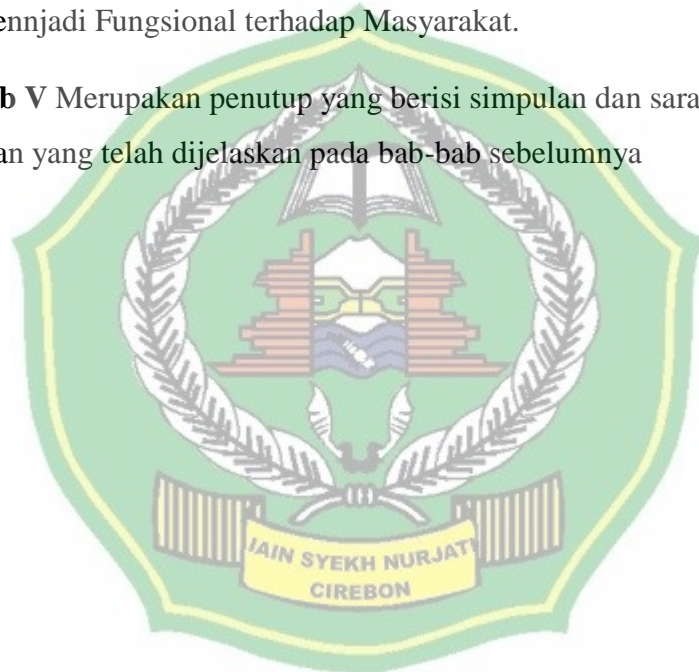 ennjadi Fungsional terhadap Masyarakat.
b V Merupakan penutup yang berisi simpulan dan sara
an yang telah dijelaskan pada bab-bab sebelumnya
IAIN SYEKH NURJATI
CIREBON